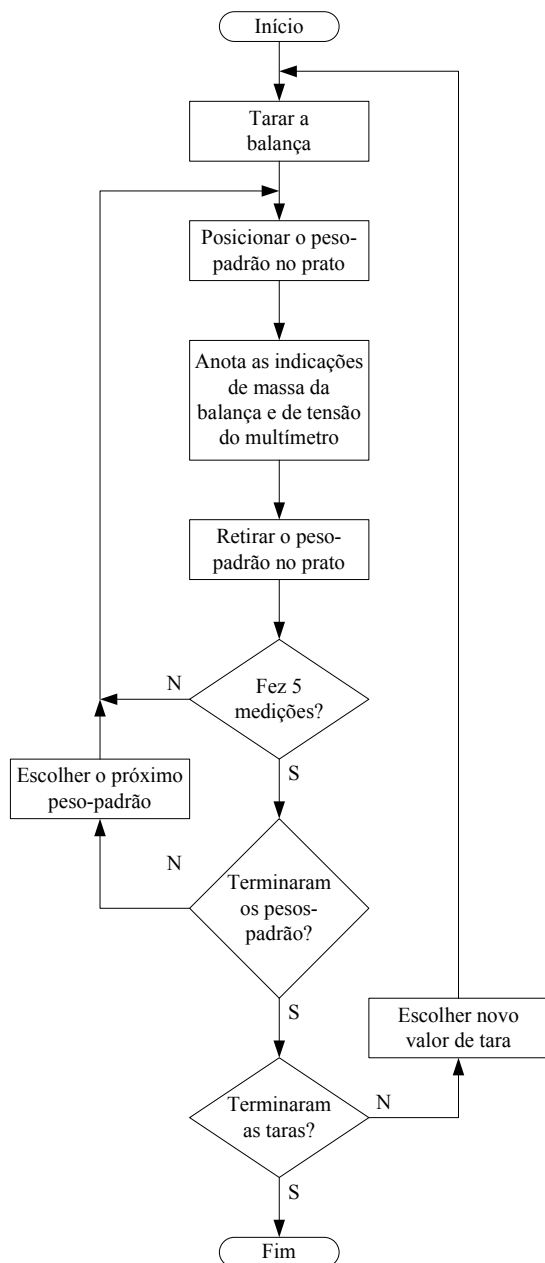 Início
Tarar a
balança
Posicionar o peso-
padrão no prato
Anota as indicações
de massa da
balança e de tensão
do multímetro
Retirar o peso-
padrão no prato
N
Fez 5
medições?
S
Escolher o próximo
peso-padrão
N
Terminaram
os pesos-
padrão?
S
Escolher novo
valor de tara
Terminaram
as taras?
N
S
Fim